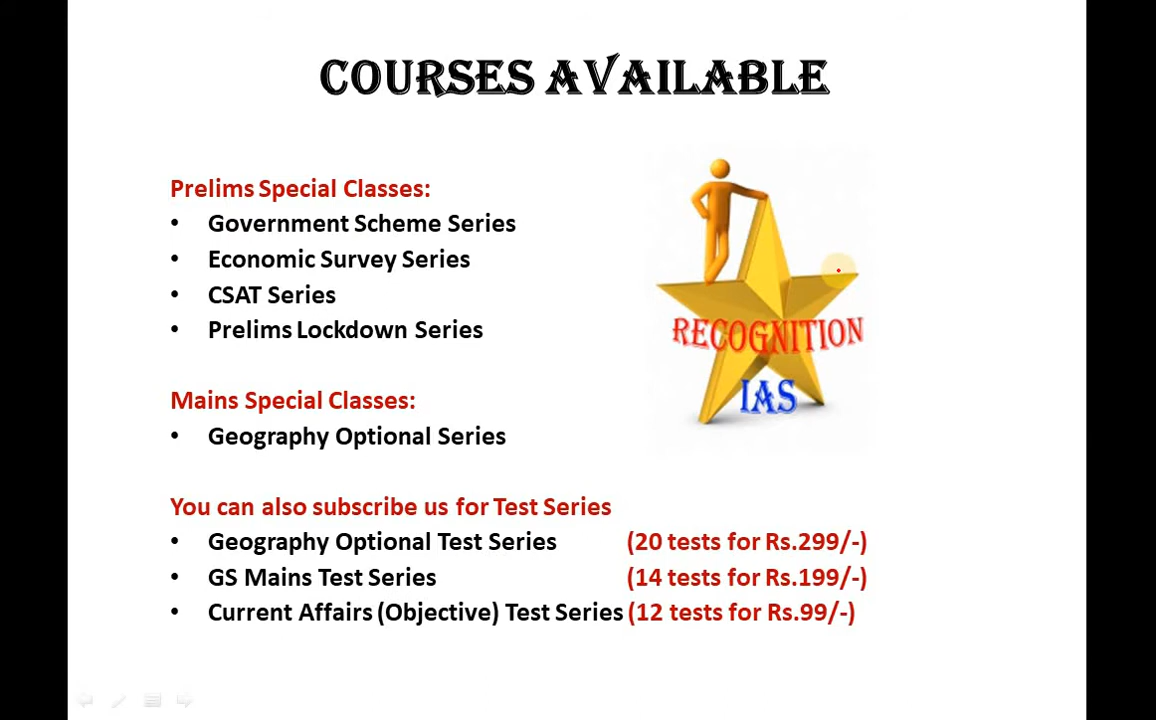 COURSES AVAILABLE
Prelims Special Classes:
• Government Scheme Series
• Economic Survey Series
• CSAT Series
• Prelims Lockdown Series
RECOGNITION
IAS
Mains Special Classes:
• Geography Optional Series
You can also subscribe us for Test Series
• Geography Optional Test Series (20 tests for Rs.299/-)
• GS Mains Test Series (14 tests for Rs.199/-)
• Current Affairs (Objective) Test Series (12 tests for Rs.99/-)